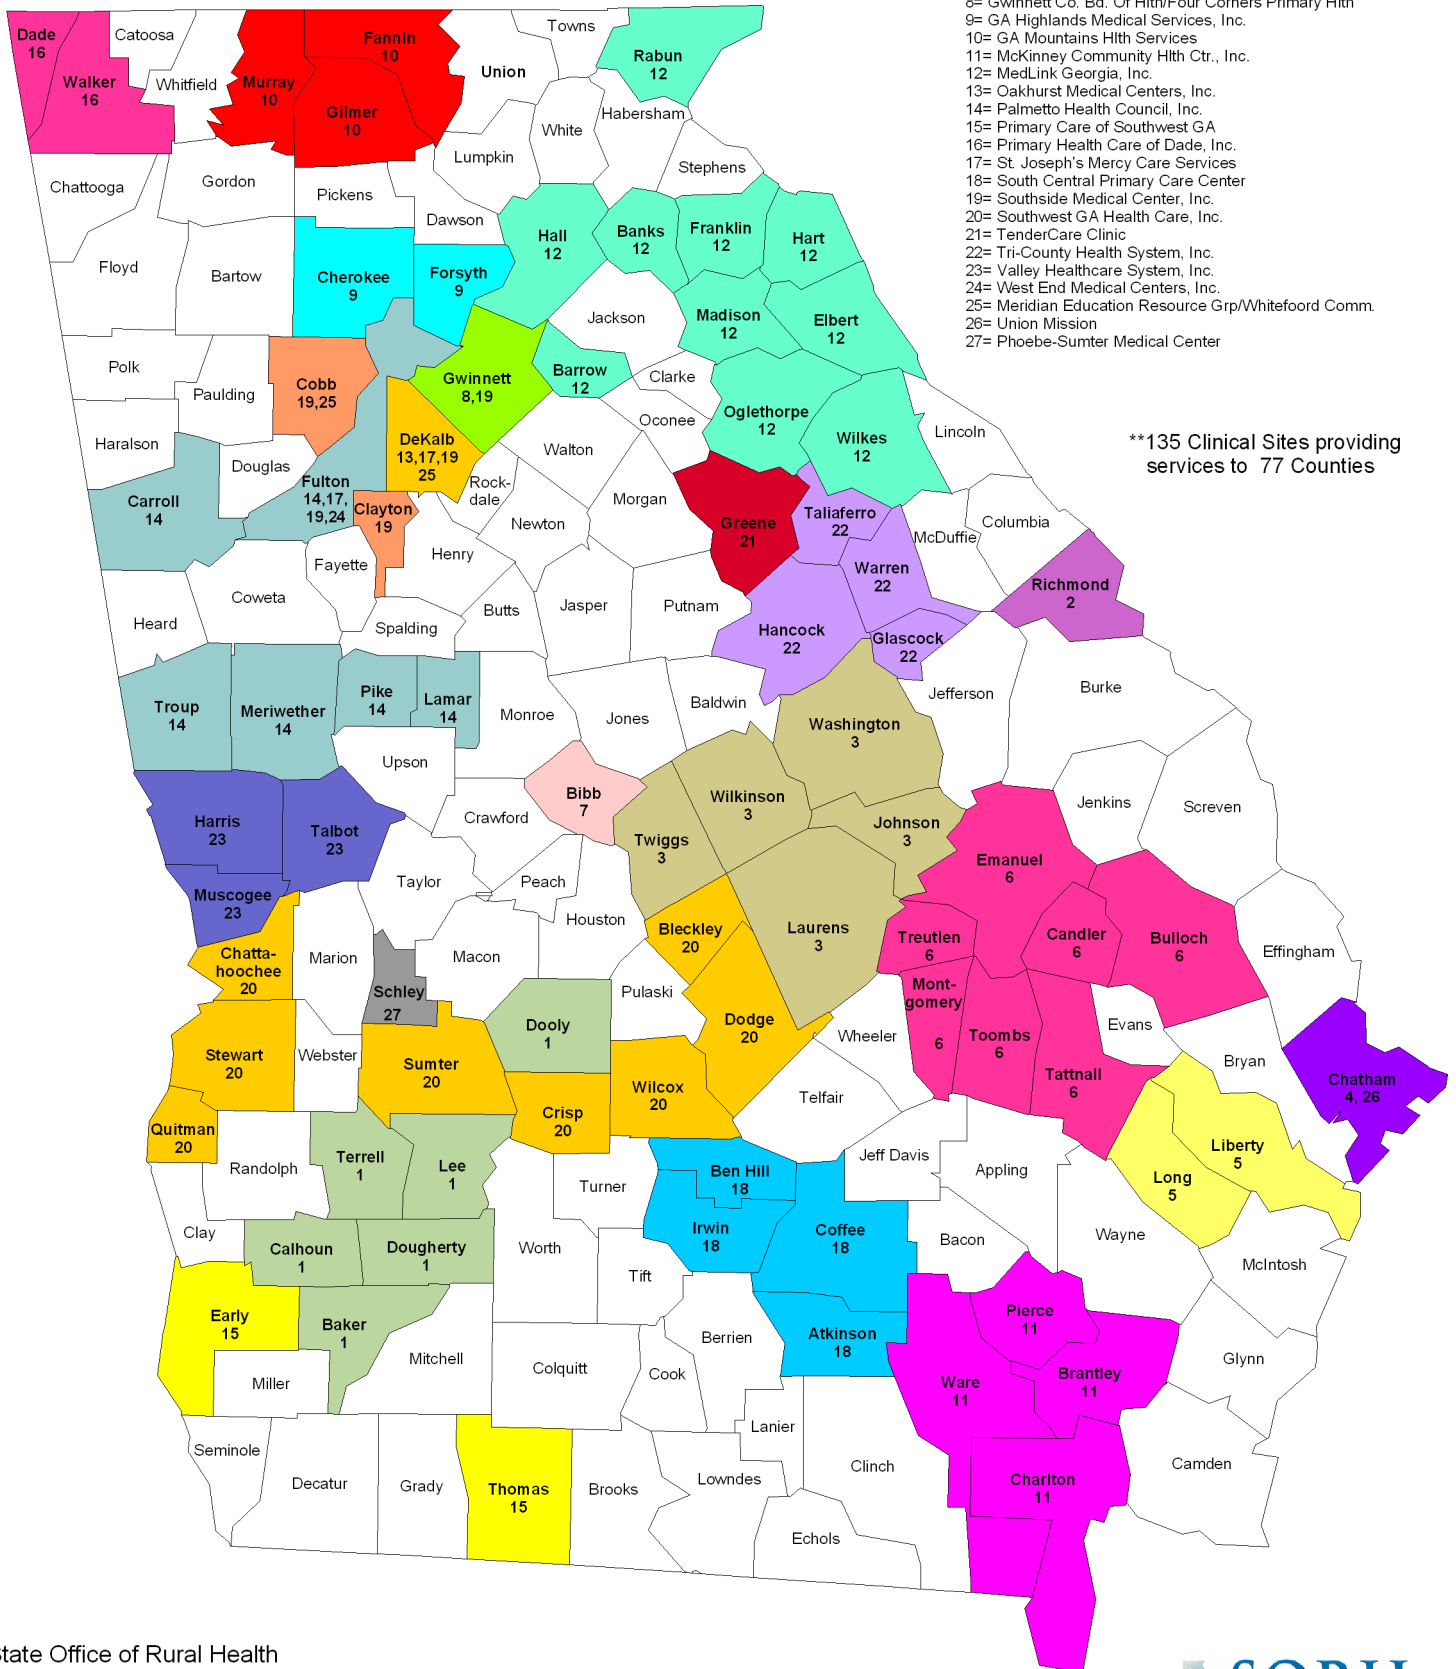 8= Gwinnett Co. Bd. Of Hlth/Four Corners Primary Hlth
9= GA Highlands Medical Services, Inc.
10= GA Mountains Hlth Services
11= McKinney Community Hlth Ctr., Inc.
12= MedLink Georgia, Inc.
13= Oakhurst Medical Centers, Inc.
14= Palmetto Health Council, Inc.
15= Primary Care of Southwest GA
16= Primary Health Care of Dade, Inc.
17= St. Joseph's Mercy Care Services
18= South Central Primary Care Center
19= Southside Medical Center, Inc.
20= Southwest GA Health Care, Inc.
21= TenderCare Clinic
22= Tri-County Health System, Inc.
23= Valley Healthcare System, Inc.
24= West End Medical Centers, Inc.
25= Meridian Education Resource Grp/Whitefoord Comm.
26= Union Mission
27= Phoebe-Sumter Medical Center
**135 Clinical Sites providing
services to 77 Counties
Dade
16
Walker
16
Catoosa
Whitfield
Murray
10
Fannin
10
Gilmer
10
Union
Towns
Rabun
12
White
Habersham
Lumpkin
Stephens
Chattooga
Gordon
Pickens
Dawson
Hall
12
Banks
12
Franklin
12
Hart
12
Floyd
Bartow
Cherokee
9
Forsyth
9
Jackson
Madison
12
Elbert
12
Polk
Paulding
Cobb
19,25
Gwinnett
8,19
Barrow
12
Clarke
Oconee
Oglethorpe
12
Wilkes
12
Lincoln
Haralson
Douglas
Carroll
14
Fulton
14,17,
19,24
DeKalb
13,17,19
25
Rock-
dale
Walton
Morgan
Greene
21
Taliaferro
22
McDuffie
Columbia
Clayton
19
Newton
Fayette
Henry
Warren
22
Richmond
2
Heard
Coweta
Spalding
Butts
Jasper
Putnam
Hancock
22
Glascock
22
Jefferson
Burke
Troup
14
Meriwether
14
Pike
14
Lamar
14
Monroe
Jones
Baldwin
Washington
3
Upson
Bibb
7
Crawford
Wilkinson
3
Twiggs
3
Johnson
3
Jenkins
Screven
Harris
23
Talbot
23
Muscogee
23
Taylor
Peach
Houston
Emanuel
6
Laurens
3
Bleckley
20
Treutlen
6
Candler
6
Bulloch
6
Effingham
Chatta-
hoochee
20
Marion
Macon
Schley
27
Pulaski
Dooly
1
Dodge
20
Wheeler
Mont-
gomery
6
Toombs
6
Tattnall
6
Evans
Bryan
Chatham
4, 26
Stewart
20
Webster
Sumter
20
Crisp
20
Wilcox
20
Telfair
Quitman
20
Randolph
Terrell
1
Lee
1
Turner
Ben Hill
18
Jeff Davis
Appling
Long
5
Liberty
5
Clay
Calhoun
1
Dougherty
1
Worth
Irwin
18
Coffee
18
Bacon
Wayne
McIntosh
Tift
Early
15
Baker
1
Miller
Mitchell
Colquitt
Cook
Berrien
Atkinson
18
Pierce
11
Ware
11
Brantley
11
Glynn
Lanier
Seminole
Decatur
Grady
Thomas
15
Brooks
Lowndes
Clinch
Echols
Charlton
11
Camden
State Office of Rural Health
SORH